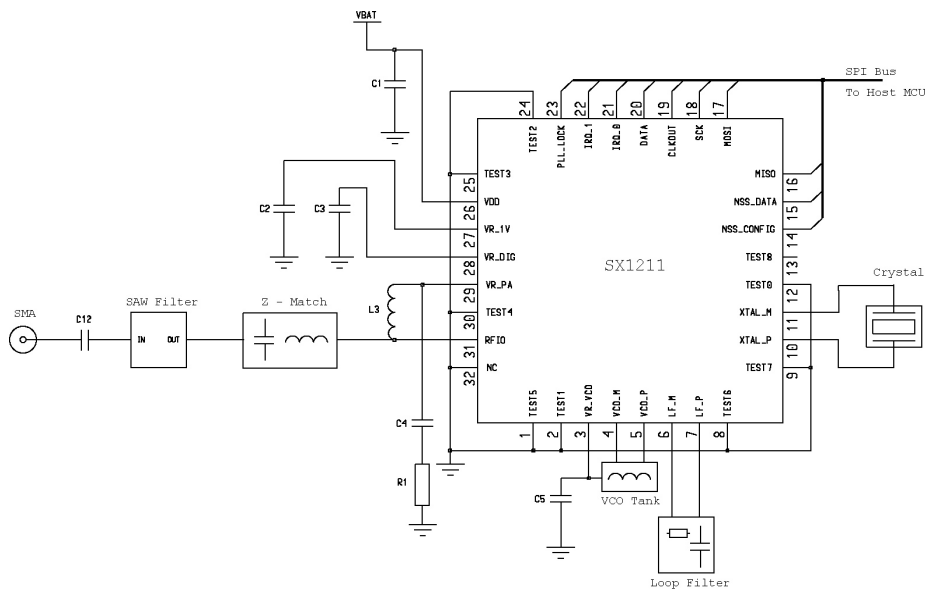 VBAT
C1
SPI Bus
To Host MCU
24
23
22
21
20
19
18
17
TEST2
PLL_LOCK
IRQ_1
IRQ_0
DATA
CLKOUT
SCK
MOSI
TEST3
25
VDD
26
VR_1V
27
VR_DIG
28
VR_PA
29
TEST4
30
RFIO
31
NC
32
MISO
16
NSS_DATA
15
NSS_CONFIG
14
TEST8
13
TEST0
12
XTAL_M
11
XTAL_P
10
TEST7
9
C2
C3
SX1211
Crystal
SMA
C12
SAW Filter
IN
OUT
Z - Match
L3
C4
R1
TEST5
TEST1
VR_VCO
VCO_M
VCO_P
LF_M
LF_P
TEST6
1
2
3
4
5
6
7
8
C5
VCO Tank
Loop Filter